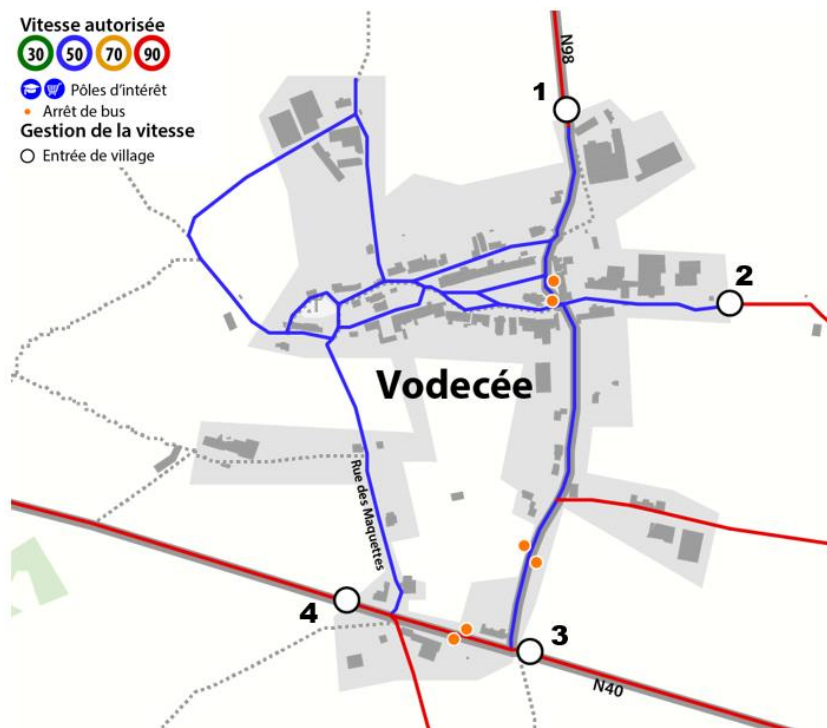 Vitesse autorisée
30 50 70 90
Pôles d'intérêt
Arrêt de bus
Gestion de la vitesse
Entrée de village
N98
1
2
Vodecée
Rue des Maquettes
4
3
N40